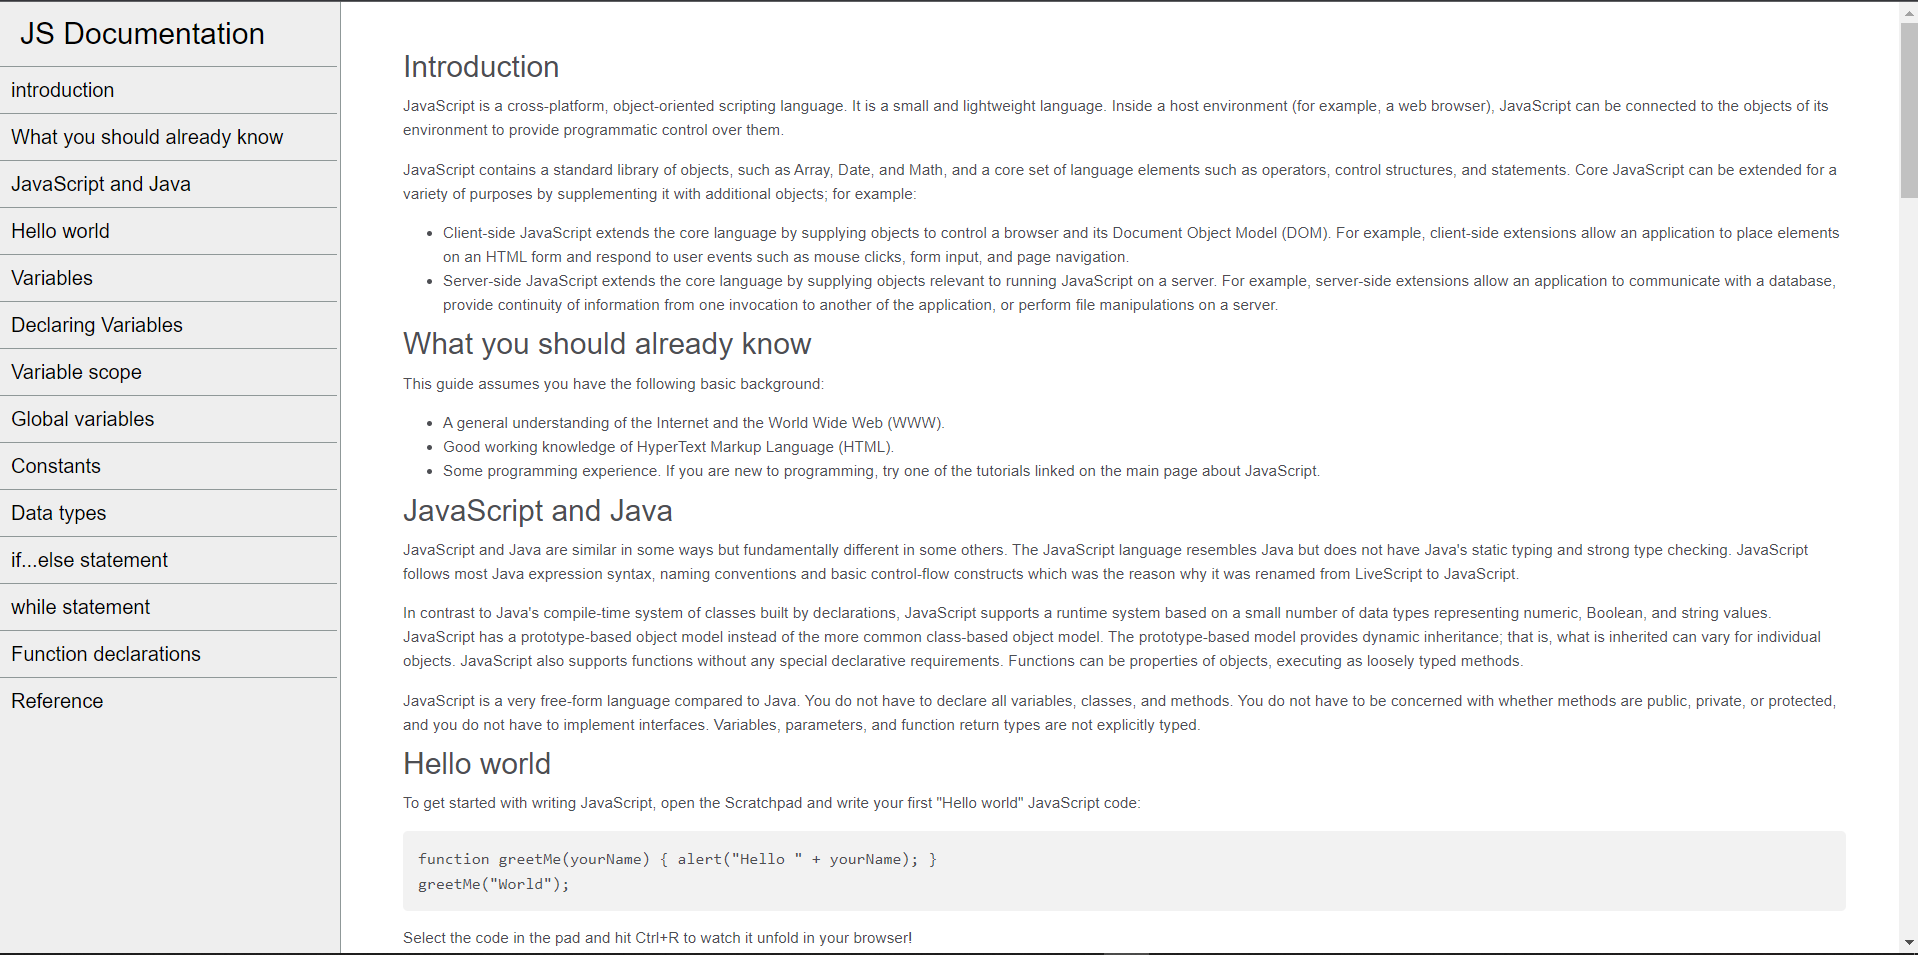 JS Documentation
introduction
What you should already know
JavaScript and Java
Hello world
Variables
Declaring Variables
Variable scope
Global variables
Constants
Data types
if...else statement
while statement
Function declarations
Reference
Introduction
JavaScript is a cross-platform, object-oriented scripting language. It is a small and lightweight language. Inside a host environment (for example, a web browser), JavaScript can be connected to the objects of its
environment to provide programmatic control over them.
JavaScript contains a standard library of objects, such as Array, Date, and Math, and a core set of language elements such as operators, control structures, and statements. Core JavaScript can be extended for a
variety of purposes by supplementing it with additional objects; for example:
• Client-side JavaScript extends the core language by supplying objects to control a browser and its Document Object Model (DOM). For example, client-side extensions allow an application to place elements
on an HTML form and respond to user events such as mouse clicks, form input, and page navigation.
• Server-side JavaScript extends the core language by supplying objects relevant to running JavaScript on a server. For example, server-side extensions allow an application to communicate with a database,
provide continuity of information from one invocation to another of the application, or perform file manipulations on a server.
What you should already know
This guide assumes you have the following basic background:
• A general understanding of the Internet and the World Wide Web (WWW).
• Good working knowledge of HyperText Markup Language (HTML).
• Some programming experience. If you are new to programming, try one of the tutorials linked on the main page about JavaScript.
JavaScript and Java
JavaScript and Java are similar in some ways but fundamentally different in some others. The JavaScript language resembles Java but does not have Java's static typing and strong type checking. JavaScript
follows most Java expression syntax, naming conventions and basic control-flow constructs which was the reason why it was renamed from LiveScript to JavaScript.
In contrast to Java's compile-time system of classes built by declarations, JavaScript supports a runtime system based on a small number of data types representing numeric, Boolean, and string values.
JavaScript has a prototype-based object model instead of the more common class-based object model. The prototype-based model provides dynamic inheritance; that is, what is inherited can vary for individual
objects. JavaScript also supports functions without any special declarative requirements. Functions can be properties of objects, executing as loosely typed methods.
JavaScript is a very free-form language compared to Java. You do not have to declare all variables, classes, and methods. You do not have to be concerned with whether methods are public, private, or protected,
and you do not have to implement interfaces. Variables, parameters, and function return types are not explicitly typed.
Hello world
To get started with writing JavaScript, open the Scratchpad and write your first "Hello world" JavaScript code:
function greetMe(yourName) { alert("Hello " + yourName); }
greetMe("World");
Select the code in the pad and hit Ctrl+R to watch it unfold in your browser!